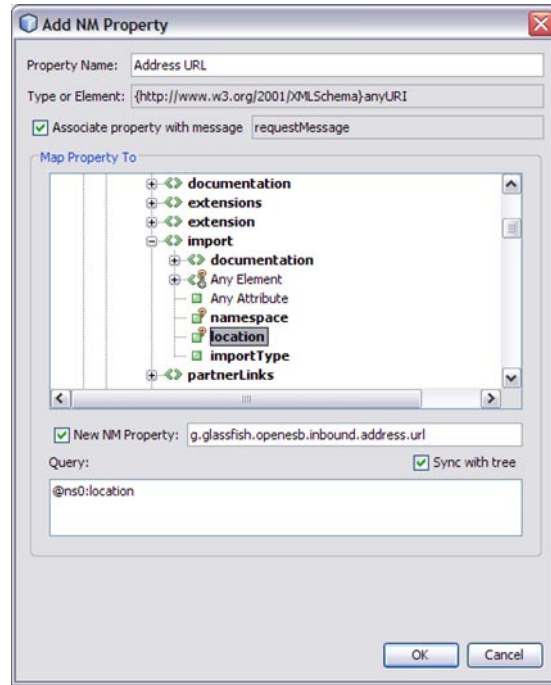 Add NM Property
Property Name: Address URL
Type or Element: {http://www.w3.org/2001/XMLSchema}anyURI
Associate property with message requestMessage
Map Property To
documentation
extensions
extension
import
documentation
Any Element
Any Attribute
namespace
location
importType
partnerLinks
New NM Property: g.glassfish.openesb.inbound.address.url
Query: Sync with tree
@ns0:location
OK Cancel